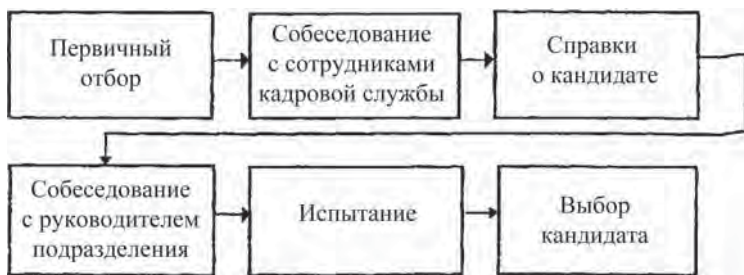 Первичный
отбор
Собеседование
с сотрудниками
кадровой службы
Справки
о кандидате
Собеседование
с руководителем
подразделения
Испытание
Выбор
кандидата